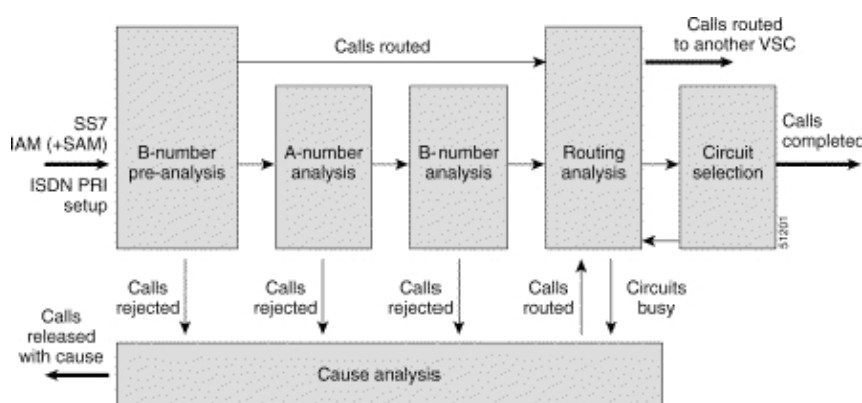 Calls routed
Calls routed
to another VSC
SS7
IAM (+SAM)
ISDN PRI
setup
B-number
pre-analysis
A-number
analysis
B- number
analysis
Routing
analysis
Circuit
selection
Calls
completed
51201
Calls
rejected
Calls
rejected
Calls
rejected
Calls
routed
Circuits
busy
Calls
released
with cause
Cause analysis